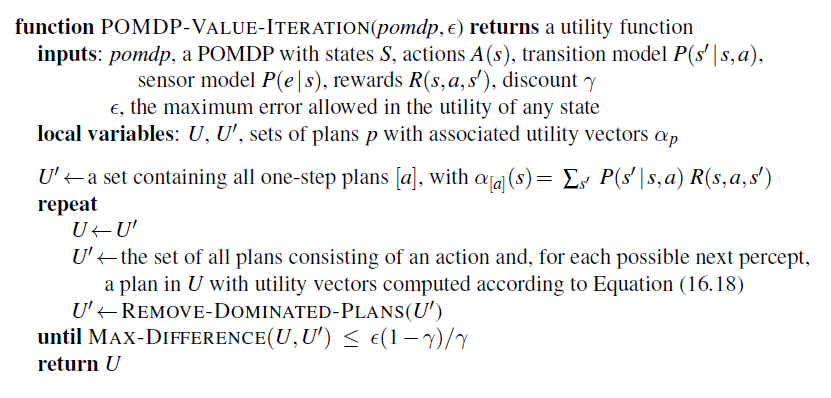 function POMDP-VALUE-ITERATION(pomdp, ϵ) returns a utility function
inputs: pomdp, a POMDP with states S, actions A(s), transition model P(s′ | s, a),
sensor model P(e | s), rewards R(s, a, s′), discount γ
ϵ, the maximum error allowed in the utility of any state
local variables: U, U′, sets of plans p with associated utility vectors αₚ
U′ ← a set containing all one-step plans [a], with α[a](s) = ∑s′ P(s′ | s, a) R(s, a, s′)
repeat
U ← U′
U′ ← the set of all plans consisting of an action and, for each possible next percept,
a plan in U with utility vectors computed according to Equation (16.18)
U′ ← REMOVE-DOMINATED-PLANS(U′)
until MAX-DIFFERENCE(U, U′) ≤ ϵ(1 − γ)/γ
return U